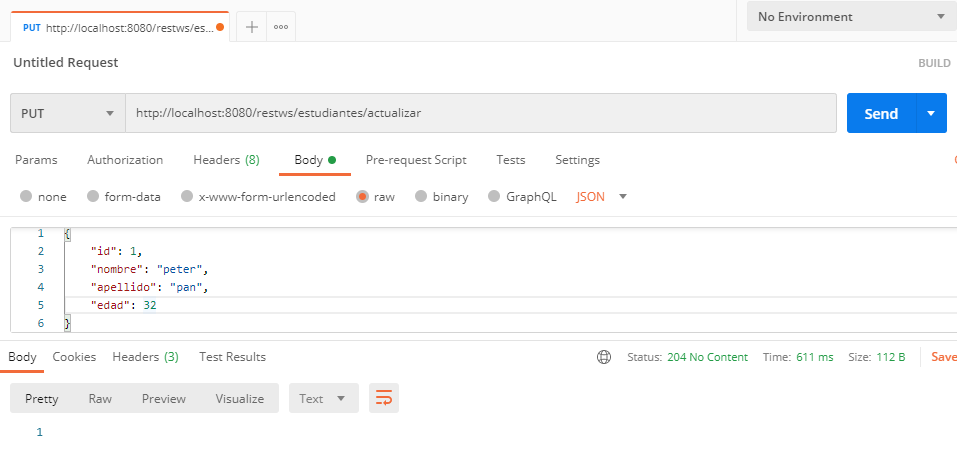 PUT http://localhost:8080/restws/es... No Environment
Untitled Request BUILD
PUT http://localhost:8080/restws/estudiantes/actualizar Send
Params Authorization Headers (8) Body Pre-request Script Tests Settings
none form-data x-www-form-urlencoded raw binary GraphQL JSON
1 {
2 "id": 1,
3 "nombre": "peter",
4 "apellido": "pan",
5 "edad": 32
6 }
Body Cookies Headers (3) Test Results Status: 204 No Content Time: 611 ms Size: 112 B Save
Pretty Raw Preview Visualize Text
1